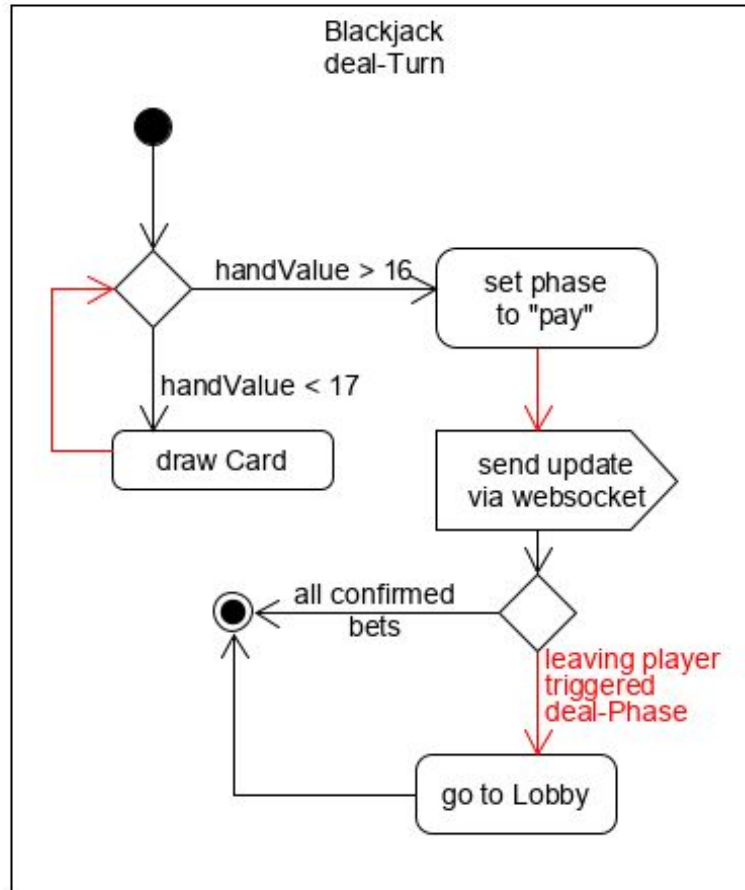 Blackjack
deal-Turn
handValue > 16
set phase
to "pay"
handValue < 17
draw Card
send update
via websocket
all confirmed
bets
leaving player
triggered
deal-Phase
go to Lobby